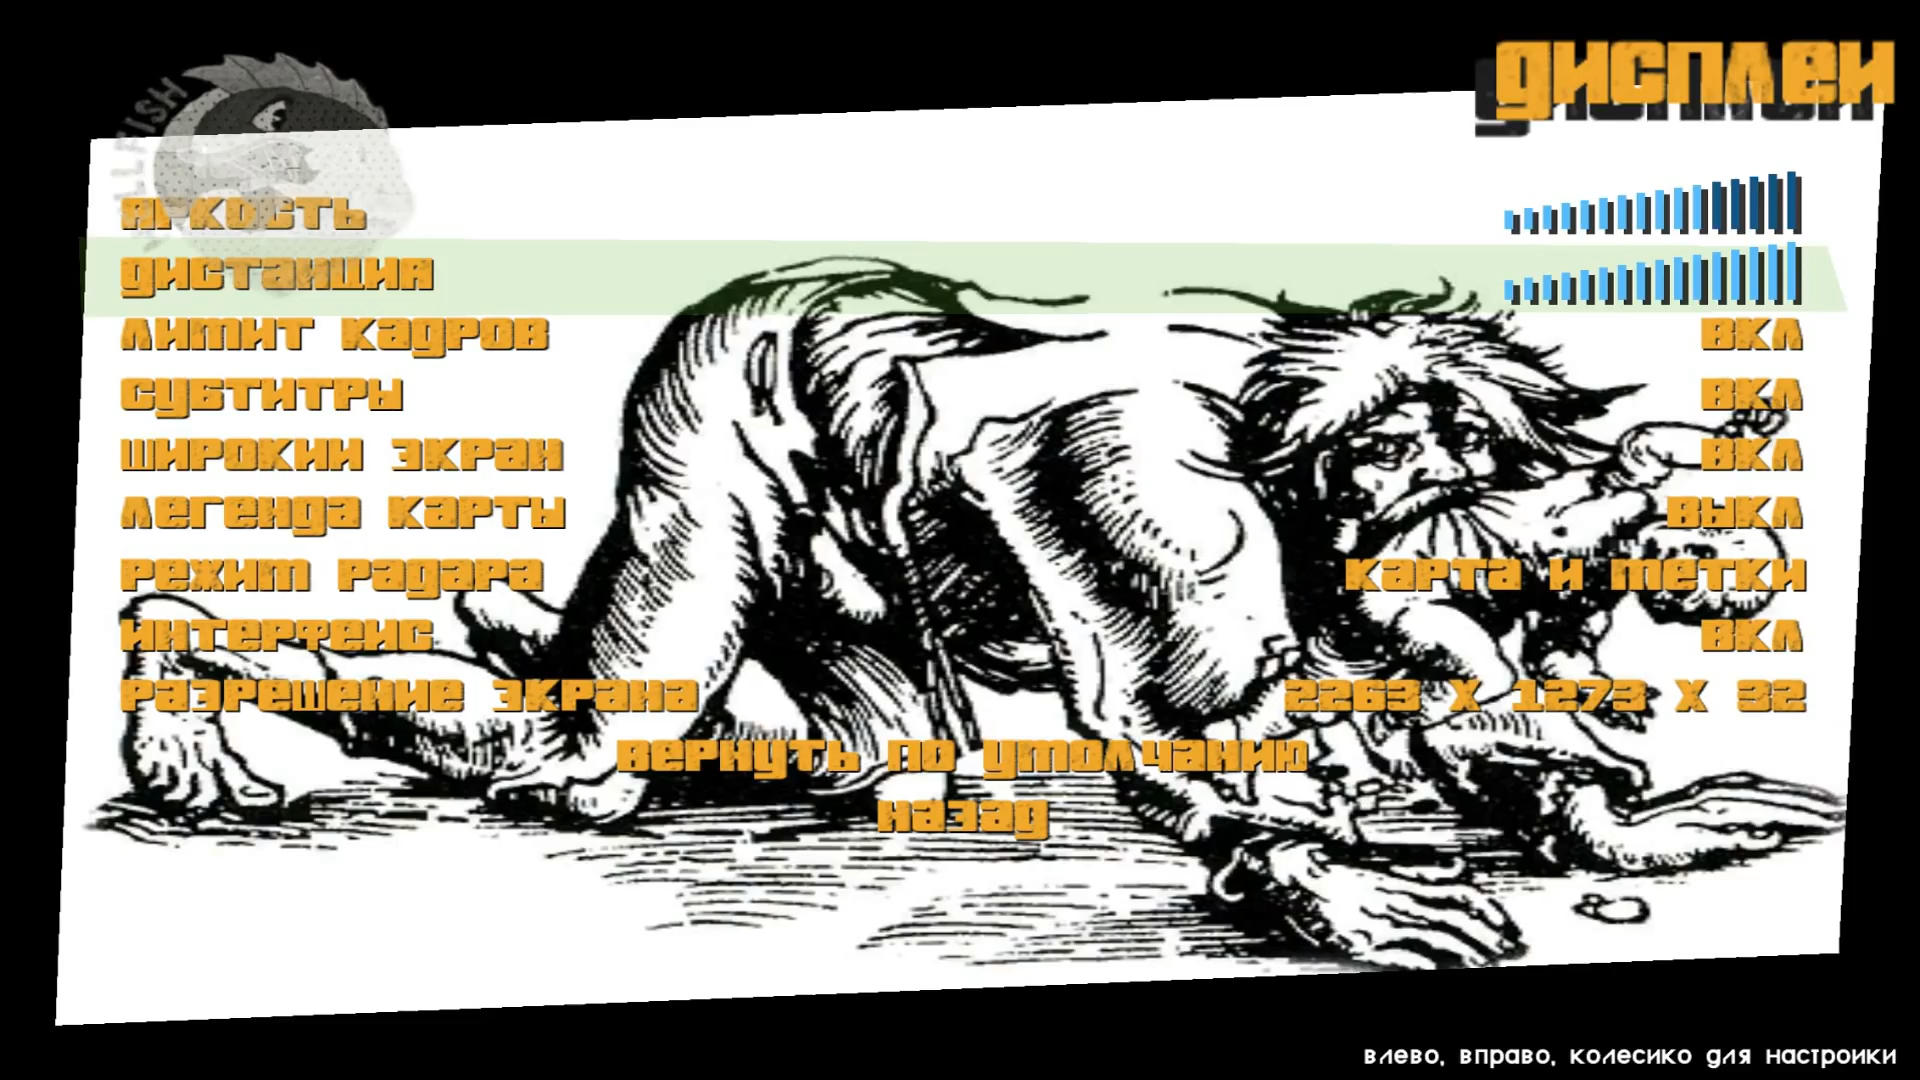 дисплеи
яркость
дистанция
лимит кадров вкл
субтитры вкл
широкии экран вкл
легенда карты выкл
режим радара карта и метки
интерфеис вкл
разрешение экрана 2263 X 1273 X 32
вернуть по умолчанию
назад
влево, вправо, колесико для настроики